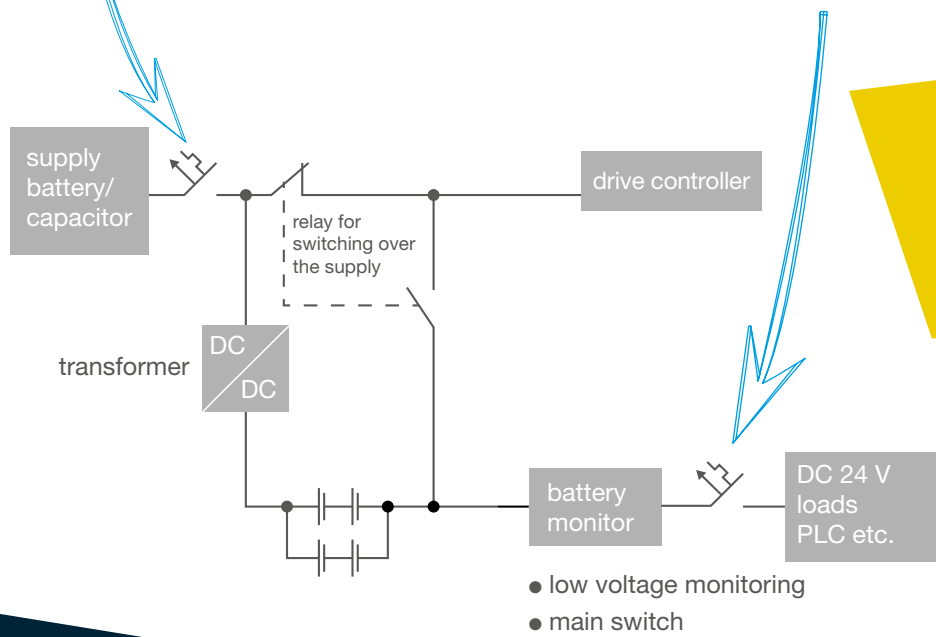 supply
battery/
capacitor
drive controller
relay for
switching over
the supply
transformer
DC
DC
battery
monitor
DC 24 V
loads
PLC etc.
● low voltage monitoring
● main switch